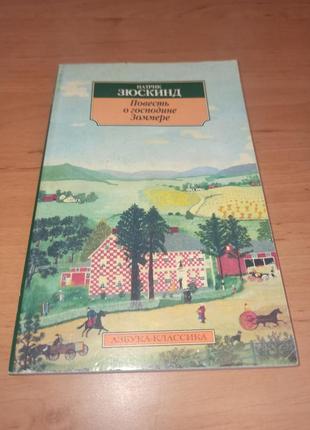 ПАТРИК
ЗЮСКИНД
Повесть
о господине
Зоммере
АЗБУКА-КЛАССИКА